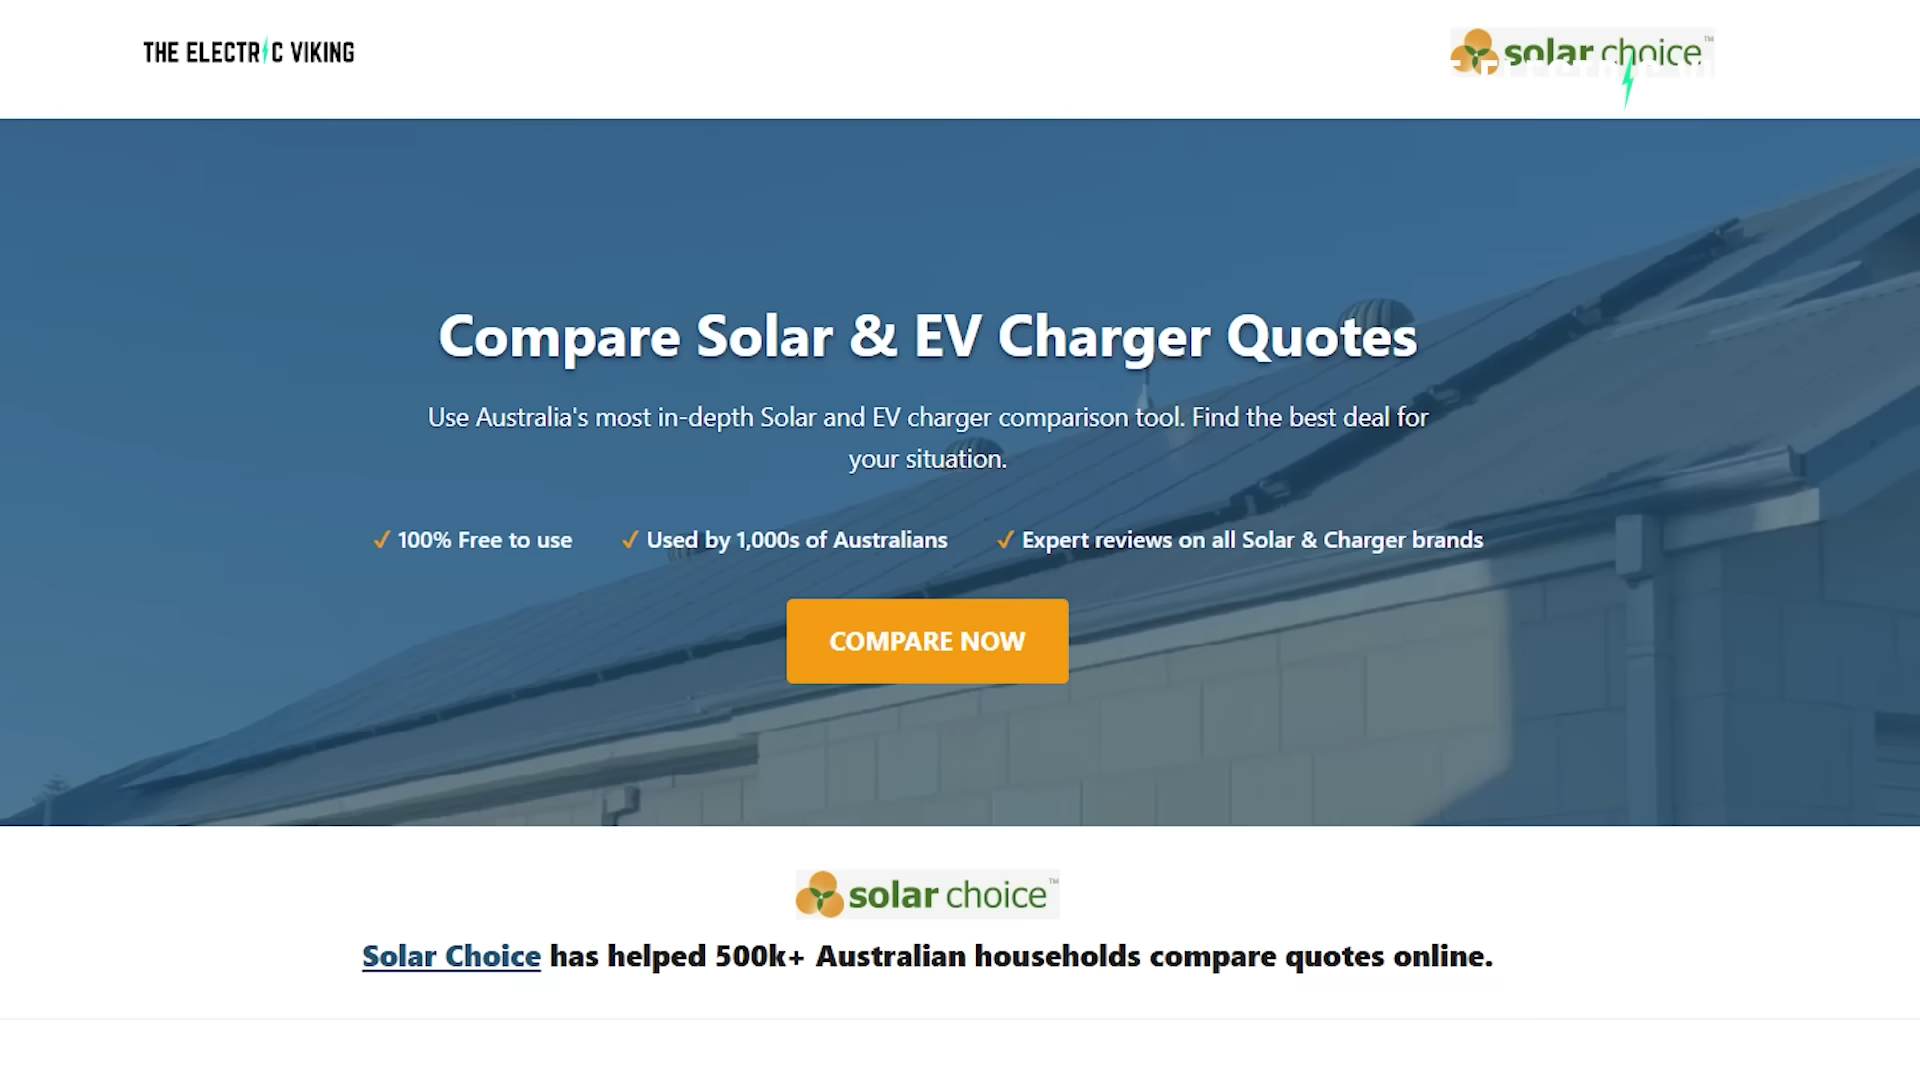 THE ELECTRIC VIKING
solar choice™
Compare Solar & EV Charger Quotes
Use Australia's most in-depth Solar and EV charger comparison tool. Find the best deal for
your situation.
✓ 100% Free to use ✓ Used by 1,000s of Australians ✓ Expert reviews on all Solar & Charger brands
COMPARE NOW
solar choice™
Solar Choice has helped 500k+ Australian households compare quotes online.